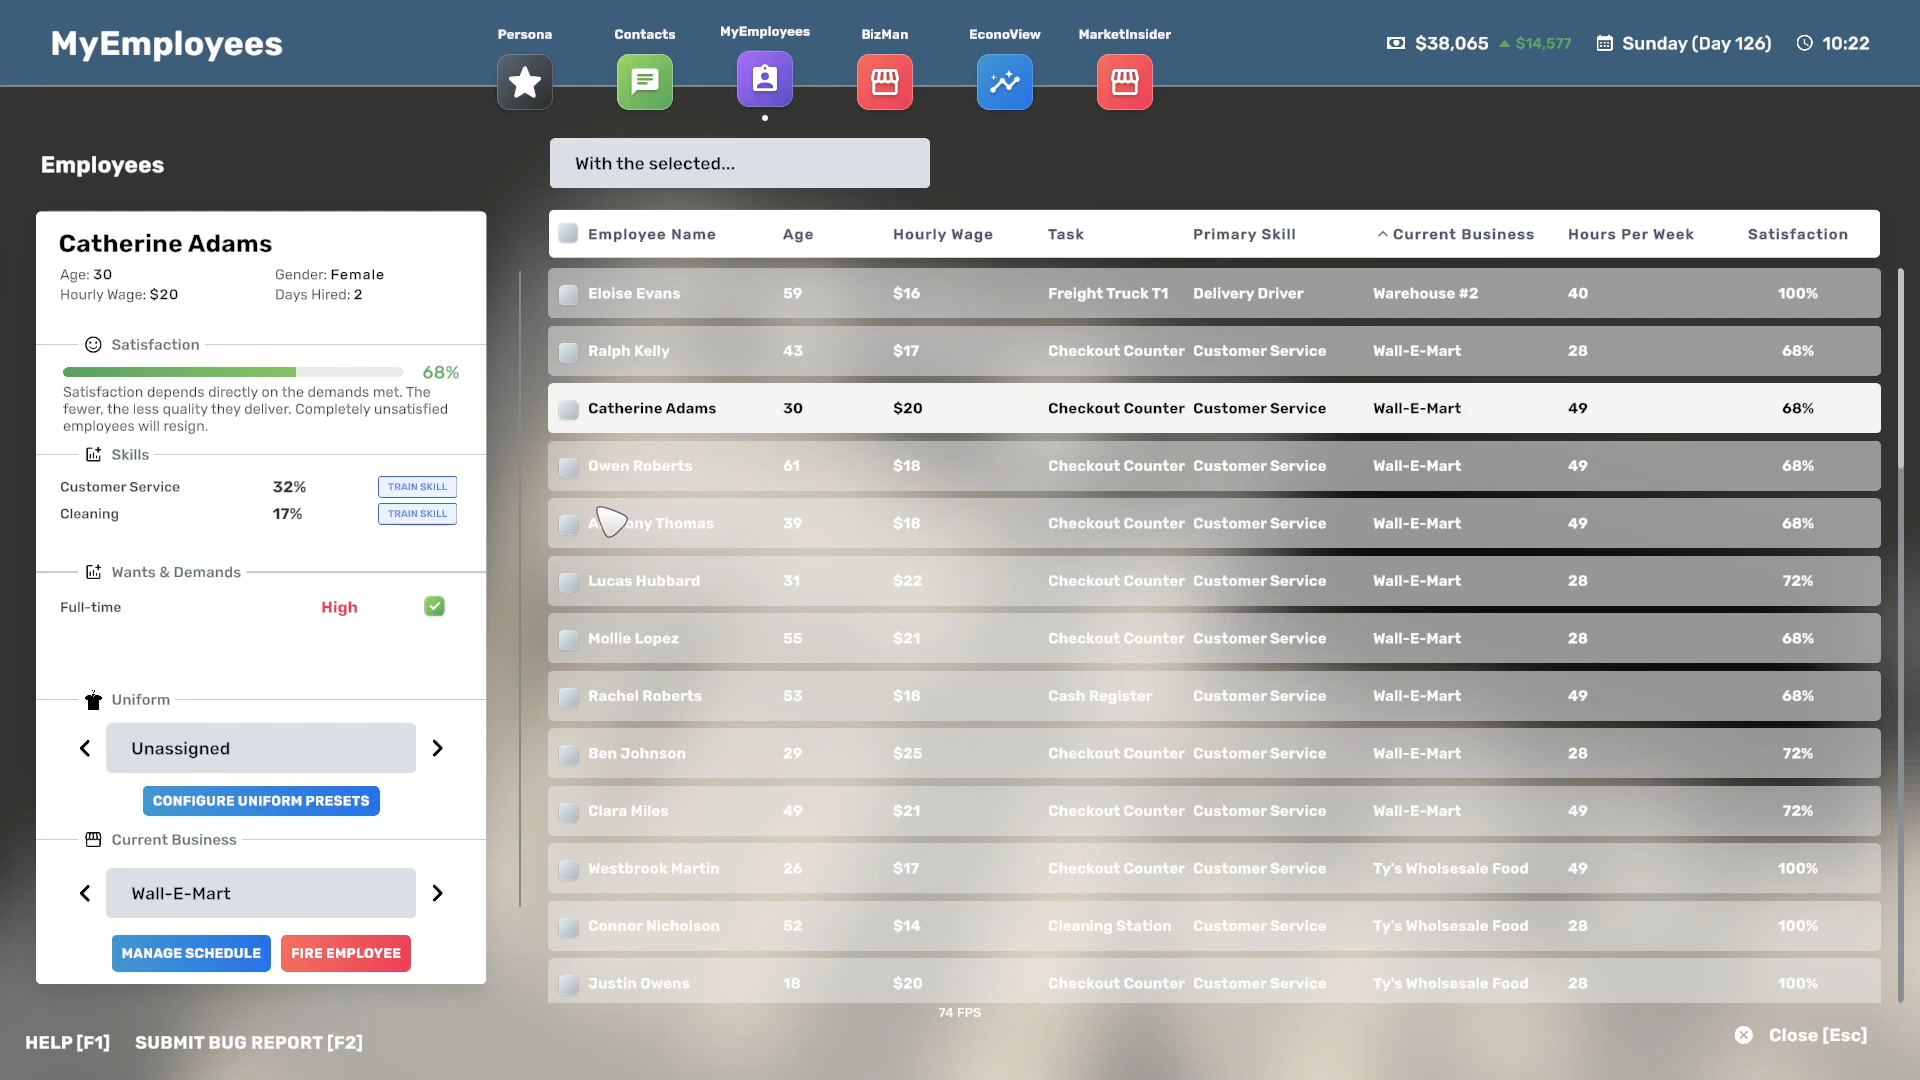 MyEmployees
Persona
Contacts
MyEmployees
BizMan
EconoView
MarketInsider
$38,065 $14,577 Sunday (Day 126) 10:22
Employees
With the selected...
Catherine Adams
Age: 30 Gender: Female
Hourly Wage: $20 Days Hired: 2
Satisfaction
68%
Satisfaction depends directly on the demands met. The
fewer, the less quality they deliver. Completely unsatisfied
employees will resign.
Skills
Customer Service 32% TRAIN SKILL
Cleaning 17% TRAIN SKILL
Wants & Demands
Full-time High
Uniform
Unassigned
CONFIGURE UNIFORM PRESETS
Current Business
Wall-E-Mart
MANAGE SCHEDULE FIRE EMPLOYEE
Employee Name Age Hourly Wage Task Primary Skill Current Business Hours Per Week Satisfaction
Eloise Evans 59 $16 Freight Truck T1 Delivery Driver Warehouse #2 40 100%
Ralph Kelly 43 $17 Checkout Counter Customer Service Wall-E-Mart 28 68%
Catherine Adams 30 $20 Checkout Counter Customer Service Wall-E-Mart 49 68%
Owen Roberts 61 $18 Checkout Counter Customer Service Wall-E-Mart 49 68%
Thomas 39 $18 Checkout Counter Customer Service Wall-E-Mart 49 68%
Lucas Hubbard 31 $22 Checkout Counter Customer Service Wall-E-Mart 28 72%
Mollie Lopez 55 $21 Checkout Counter Customer Service Wall-E-Mart 28 68%
Rachel Roberts 53 $18 Cash Register Customer Service Wall-E-Mart 49 68%
Ben Johnson 29 $25 Checkout Counter Customer Service Wall-E-Mart 28 72%
Clara Miles 49 $21 Checkout Counter Customer Service Wall-E-Mart 49 72%
Westbrook Martin 26 $17 Checkout Counter Customer Service Ty's Wholsesale Food 49 100%
Connor Nicholson 52 $14 Cleaning Station Customer Service Ty's Wholsesale Food 28 100%
Justin Owens 18 $20 Checkout Counter Customer Service Ty's Wholsesale Food 28 100%
74 FPS
HELP [F1] SUBMIT BUG REPORT [F2]
Close [Esc]